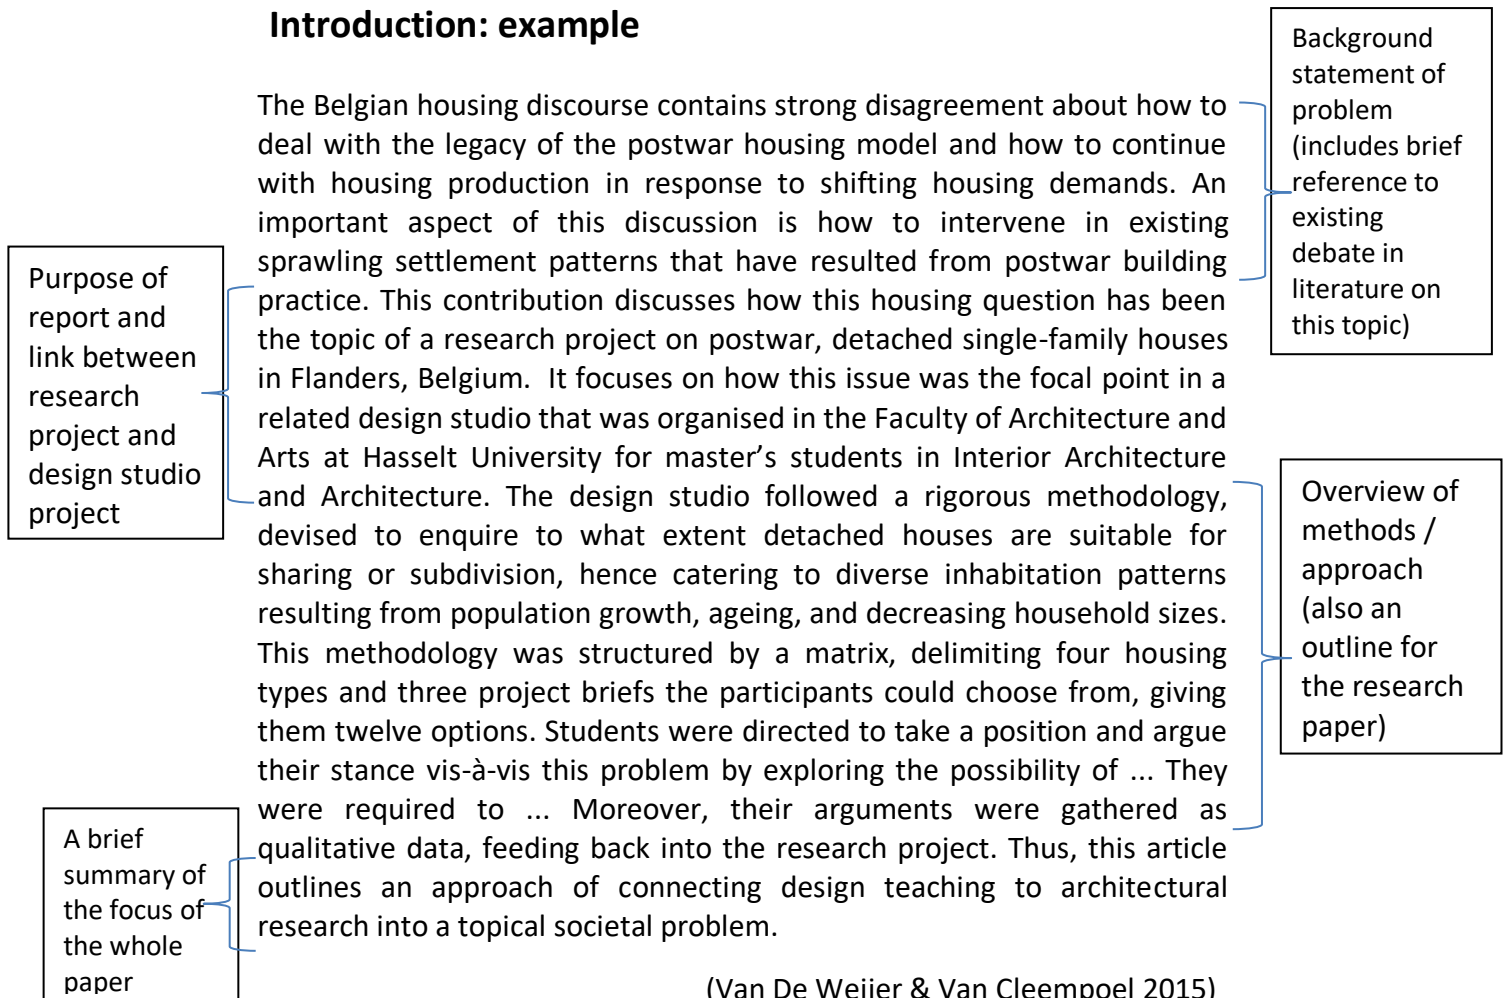 Introduction: example
Background
statement of
problem
(includes brief
reference to
existing
debate in
literature on
this topic)
The Belgian housing discourse contains strong disagreement about how to
deal with the legacy of the postwar housing model and how to continue
with housing production in response to shifting housing demands. An
important aspect of this discussion is how to intervene in existing
sprawling settlement patterns that have resulted from postwar building
practice. This contribution discusses how this housing question has been
the topic of a research project on postwar, detached single-family houses
in Flanders, Belgium.  It focuses on how this issue was the focal point in a
related design studio that was organised in the Faculty of Architecture and
Arts at Hasselt University for master’s students in Interior Architecture
and Architecture. The design studio followed a rigorous methodology,
devised to enquire to what extent detached houses are suitable for
sharing or subdivision, hence catering to diverse inhabitation patterns
resulting from population growth, ageing, and decreasing household sizes.
This methodology was structured by a matrix, delimiting four housing
types and three project briefs the participants could choose from, giving
them twelve options. Students were directed to take a position and argue
their stance vis-à-vis this problem by exploring the possibility of ... They
were required to ... Moreover, their arguments were gathered as
qualitative data, feeding back into the research project. Thus, this article
outlines an approach of connecting design teaching to architectural
research into a topical societal problem.
Purpose of
report and
link between
research
project and
design studio
project
Overview of
methods /
approach
(also an
outline for
the research
paper)
A brief
summary of
the focus of
the whole
paper
(Van De Weijer & Van Cleempoel 2015)